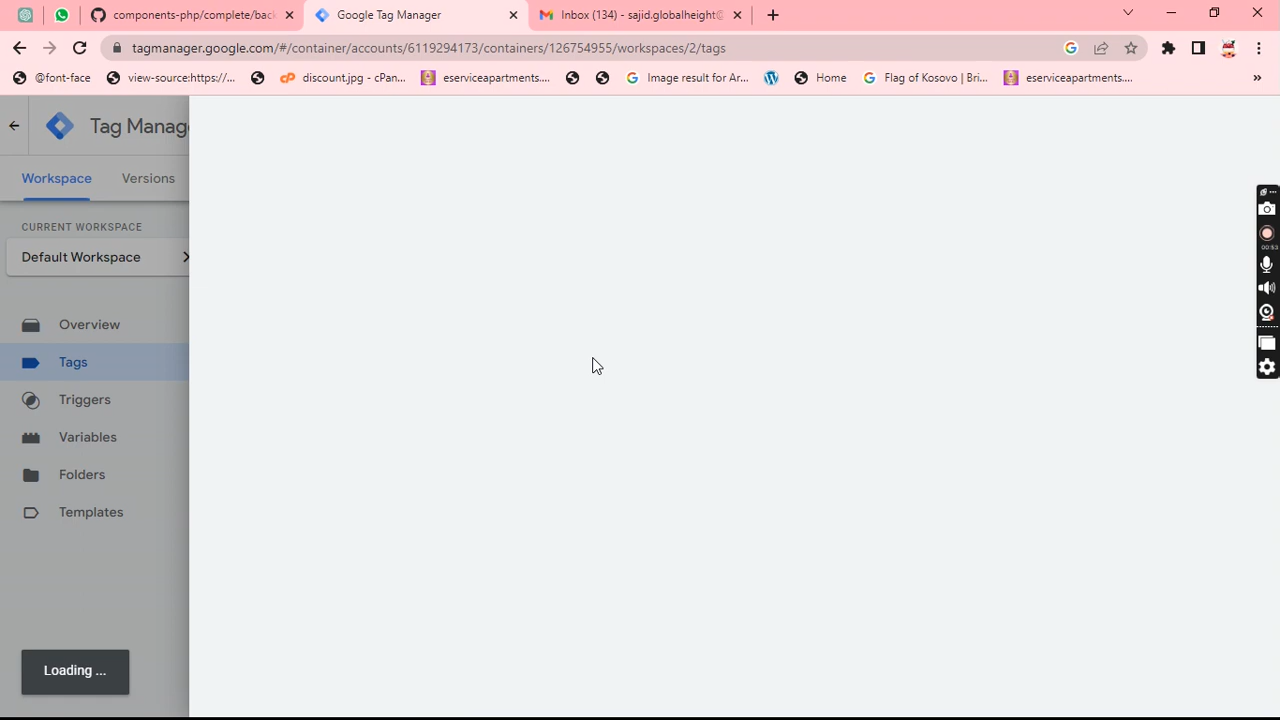 components-php/complete/back
Google Tag Manager
Inbox (134) - sajid.globalheight@
tagmanager.google.com/#/container/accounts/6119294173/containers/126754955/workspaces/2/tags
@font-face
view-source:https://...
discount.jpg - cPan...
eserviceapartments....
Image result for Ar...
Home
Flag of Kosovo | Bri...
eserviceapartments....
»
Tag Manage
Workspace
Versions
CURRENT WORKSPACE
Default Workspace
Overview
Tags
Triggers
Variables
Folders
Templates
Loading ...